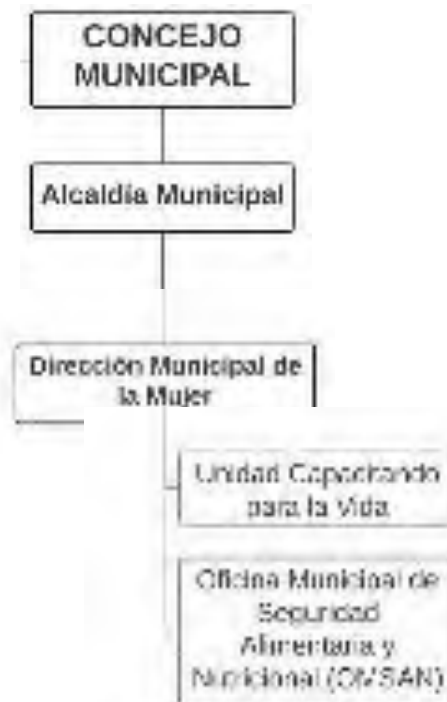 CONCEJO
MUNICIPAL
Alcaldía Municipal
Dirección Municipal de
la Mujer
Unidad Capacitando
para la Vida
Oficina Municipal de
Seguridad
Alimentaria y
Nutricional (OMSAN)